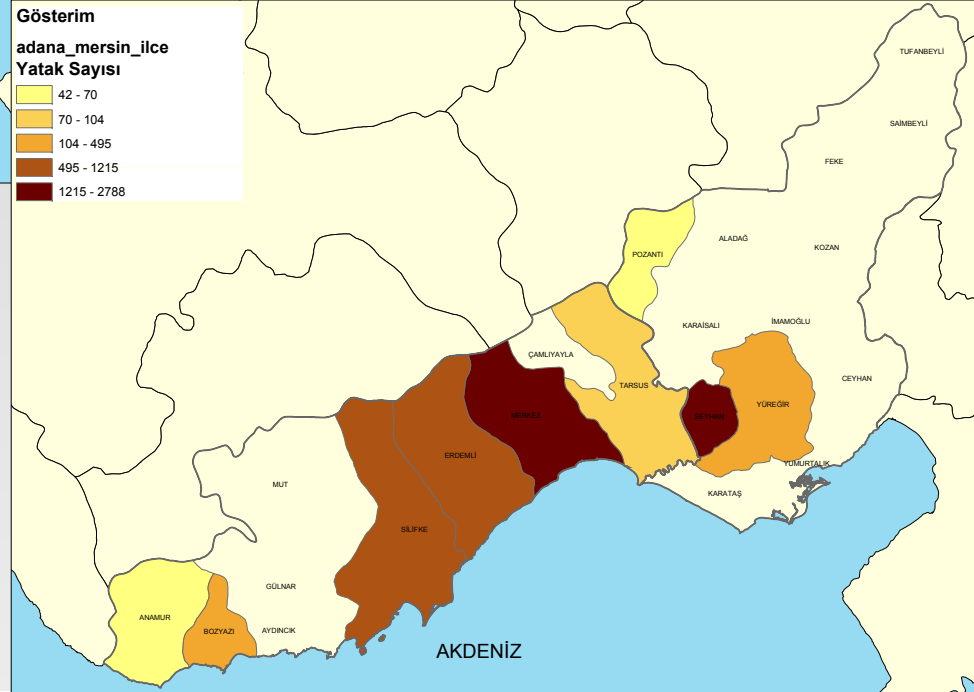 Gösterim
adana_mersin_ilce
Yatak Sayısı
42 - 70
70 - 104
104 - 495
495 - 1215
1215 - 2788
TUFANBEYLİ
SAİMBEYLİ
FEKE
ALADAĞ
KOZAN
POZANTI
KARAİSALI
İMAMOĞLU
ÇAMLIYAYLA
CEYHAN
TARSUS
YÜREĞİR
MERKEZ
SEYHAN
ERDEMLİ
YUMURTALIK
MUT
KARATAŞ
SİLİFKE
GÜLNAR
ANAMUR
BOZYAZI
AYDINCIK
AKDENİZ